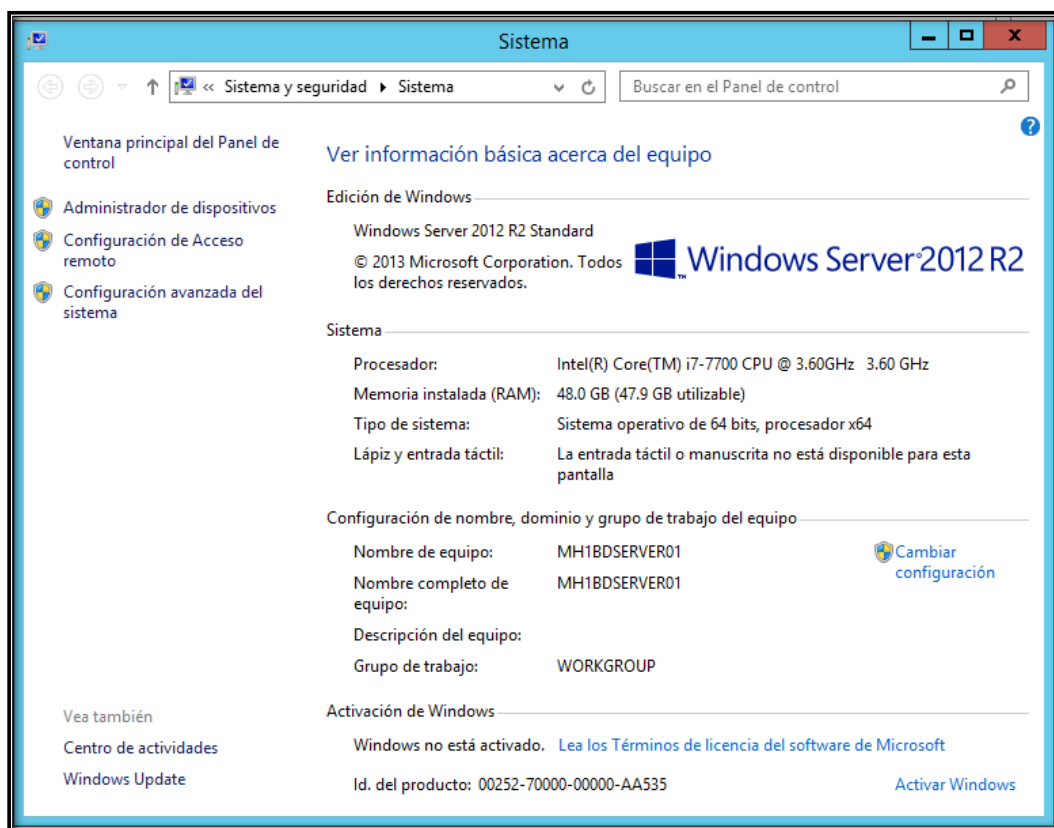 Sistema
« Sistema y seguridad Sistema
Buscar en el Panel de control
Ventana principal del Panel de
control
Administrador de dispositivos
Configuración de Acceso
remoto
Configuración avanzada del
sistema
Vea también
Centro de actividades
Windows Update
Ver información básica acerca del equipo
Edición de Windows
Windows Server 2012 R2 Standard
© 2013 Microsoft Corporation. Todos
los derechos reservados.
Windows Server 2012 R2
Sistema
Procesador: Intel(R) Core(TM) i7-7700 CPU @ 3.60GHz 3.60 GHz
Memoria instalada (RAM): 48.0 GB (47.9 GB utilizable)
Tipo de sistema: Sistema operativo de 64 bits, procesador x64
Lápiz y entrada táctil: La entrada táctil o manuscrita no está disponible para esta
pantalla
Configuración de nombre, dominio y grupo de trabajo del equipo
Nombre de equipo: MH1BDSERVER01
Cambiar
configuración
Nombre completo de
equipo:
MH1BDSERVER01
Descripción del equipo:
Grupo de trabajo: WORKGROUP
Activación de Windows
Windows no está activado. Lea los Términos de licencia del software de Microsoft
Id. del producto: 00252-70000-00000-AA535
Activar Windows